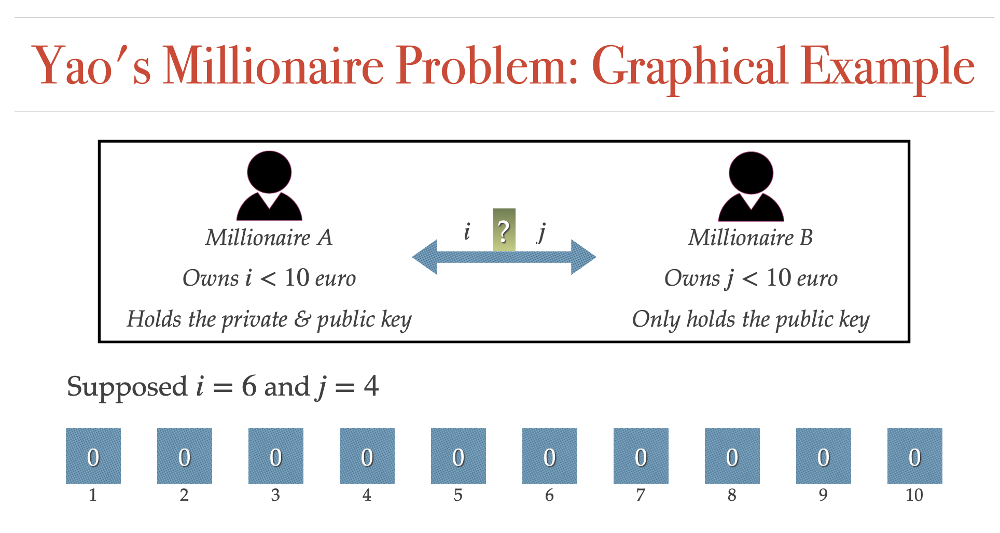 Yao's Millionaire Problem: Graphical Example
i ? j
Millionaire A
Owns i < 10 euro
Holds the private & public key
Millionaire B
Owns j < 10 euro
Only holds the public key
Supposed i = 6 and j = 4
0 0 0 0 0 0 0 0 0 0
1 2 3 4 5 6 7 8 9 10